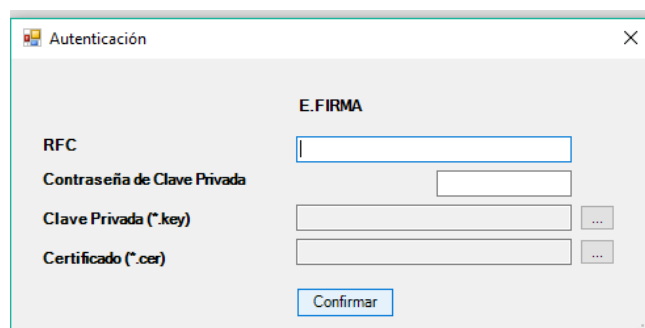 Autenticación
E.FIRMA
RFC
Contraseña de Clave Privada
Clave Privada (*.key)
...
Certificado (*.cer)
...
Confirmar